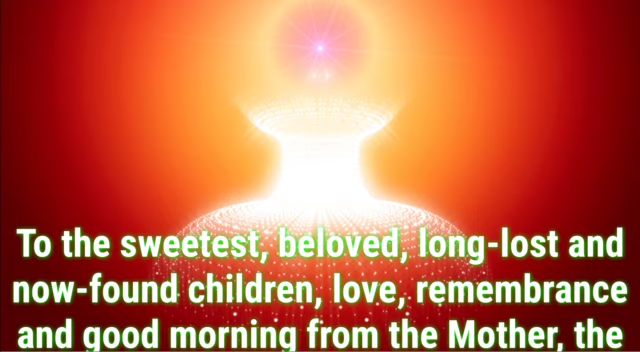 To the sweetest, beloved, long-lost and
now-found children, love, remembrance
and good morning from the Mother, the